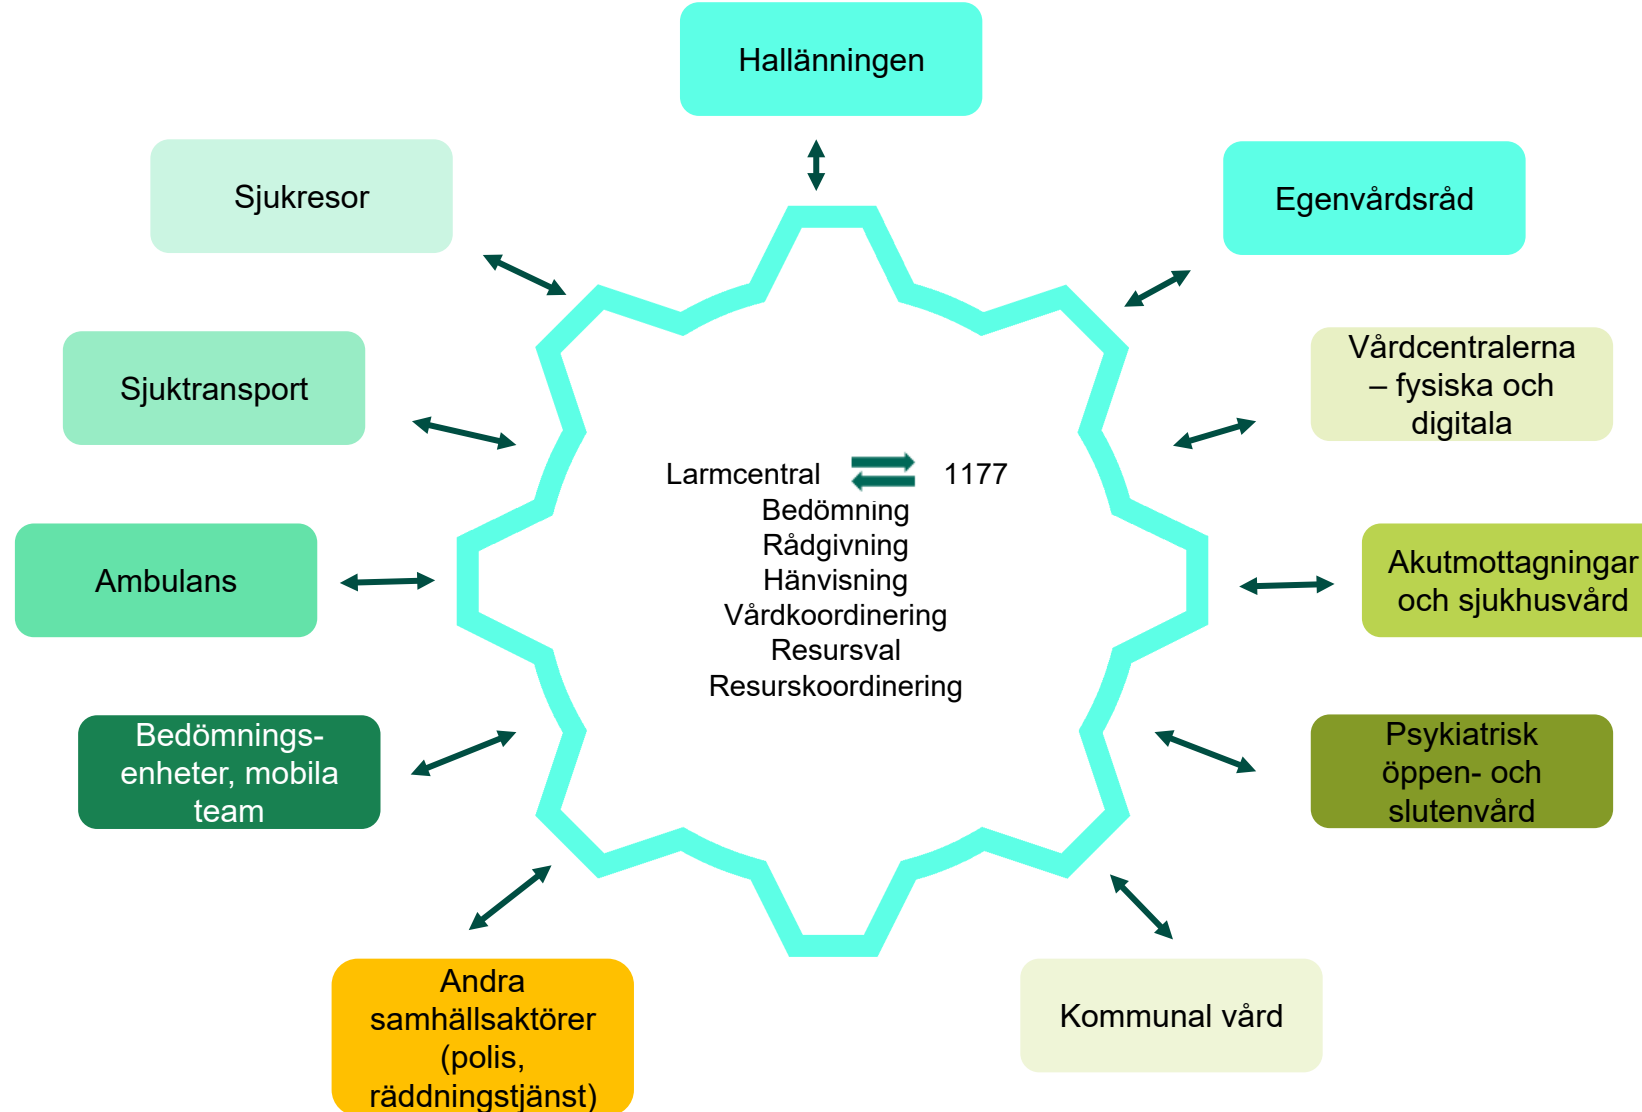 Hallänningen
Sjukresor
Egenvårdsråd
Sjuktransport
Vårdcentralerna
– fysiska och
digitala
Larmcentral 1177
Bedömning
Rådgivning
Hänvisning
Vårdkoordinering
Resursval
Resurskoordinering
Ambulans
Akutmottagningar
och sjukhusvård
Bedömnings-
enheter, mobila
team
Psykiatrisk
öppen- och
slutenvård
Andra
samhällsaktörer
(polis,
räddningstjänst)
Kommunal vård